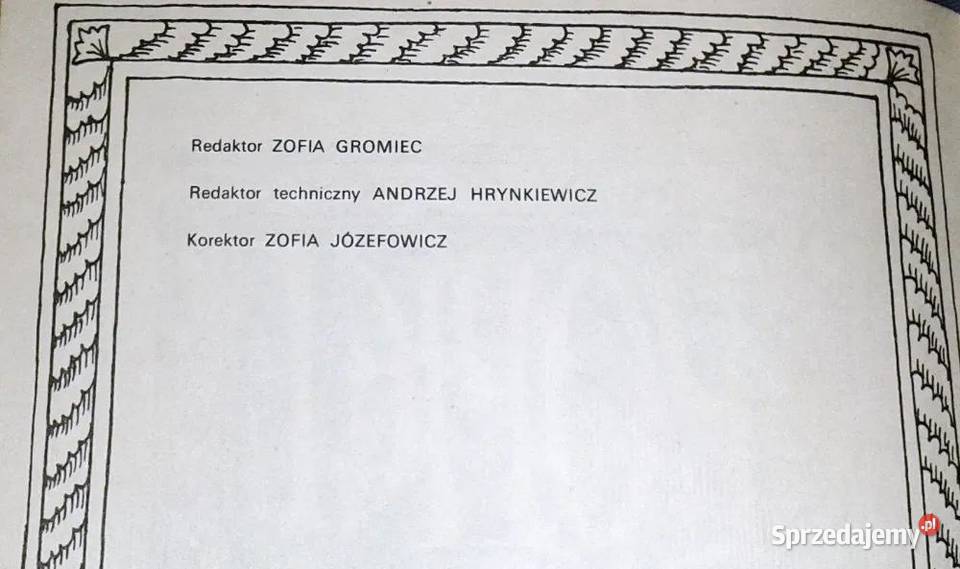 Redaktor ZOFIA GROMIEC
Redaktor techniczny ANDRZEJ HRYNKIEWICZ
Korektor ZOFIA JÓZEFOWICZ
Sprzedajemy.pl